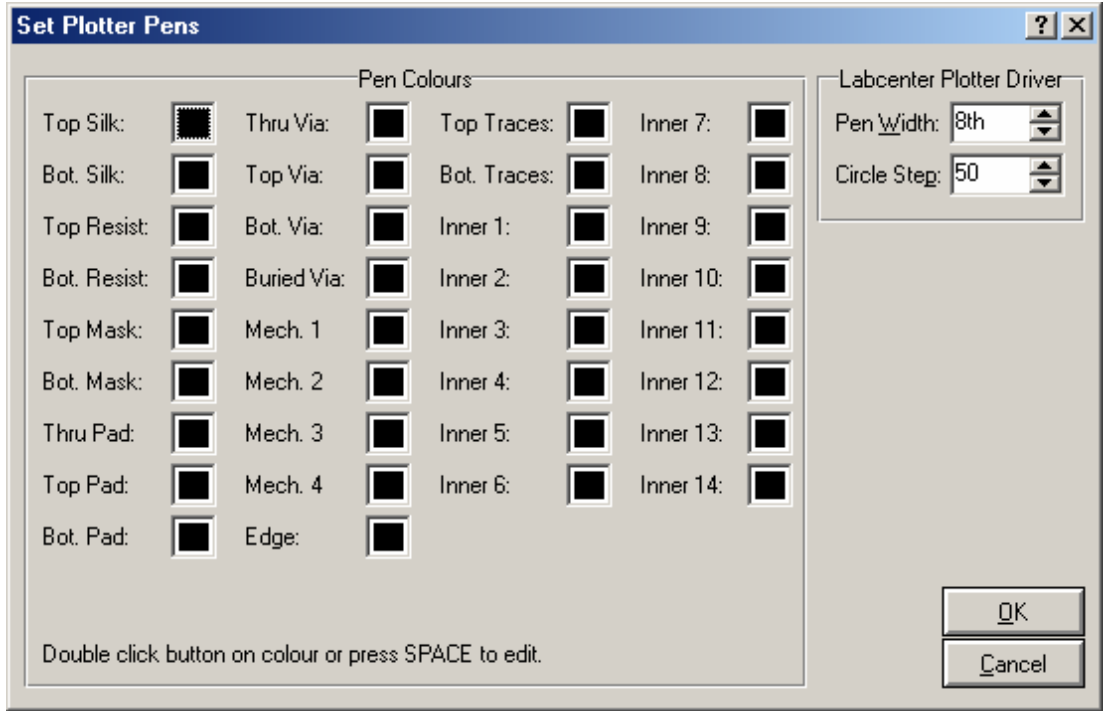 Set Plotter Pens
Pen Colours
Top Silk: Thru Via: Top Traces: Inner 7:
Bot. Silk: Top Via: Bot. Traces: Inner 8:
Top Resist: Bot. Via: Inner 1: Inner 9:
Bot. Resist: Buried Via: Inner 2: Inner 10:
Top Mask: Mech. 1 Inner 3: Inner 11:
Bot. Mask: Mech. 2 Inner 4: Inner 12:
Thru Pad: Mech. 3 Inner 5: Inner 13:
Top Pad: Mech. 4 Inner 6: Inner 14:
Bot. Pad: Edge:
Double click button on colour or press SPACE to edit.
Labcenter Plotter Driver
Pen Width: 8th
Circle Step: 50
OK
Cancel